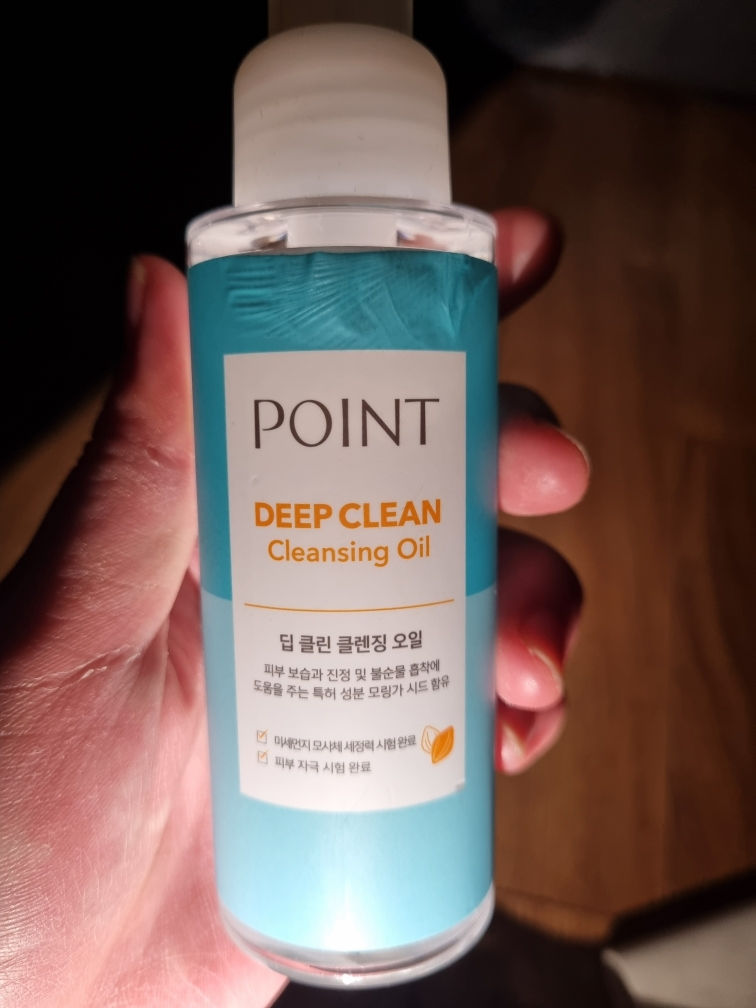 POINT
DEEP CLEAN
Cleansing Oil
딥 클린 클렌징 오일
피부 보습과 진정 및 불순물 흡착에
도움을 주는 특허 성분 모링가 시드 함유
미세먼지 모사체 세정력 시험 완료
피부 자극 시험 완료